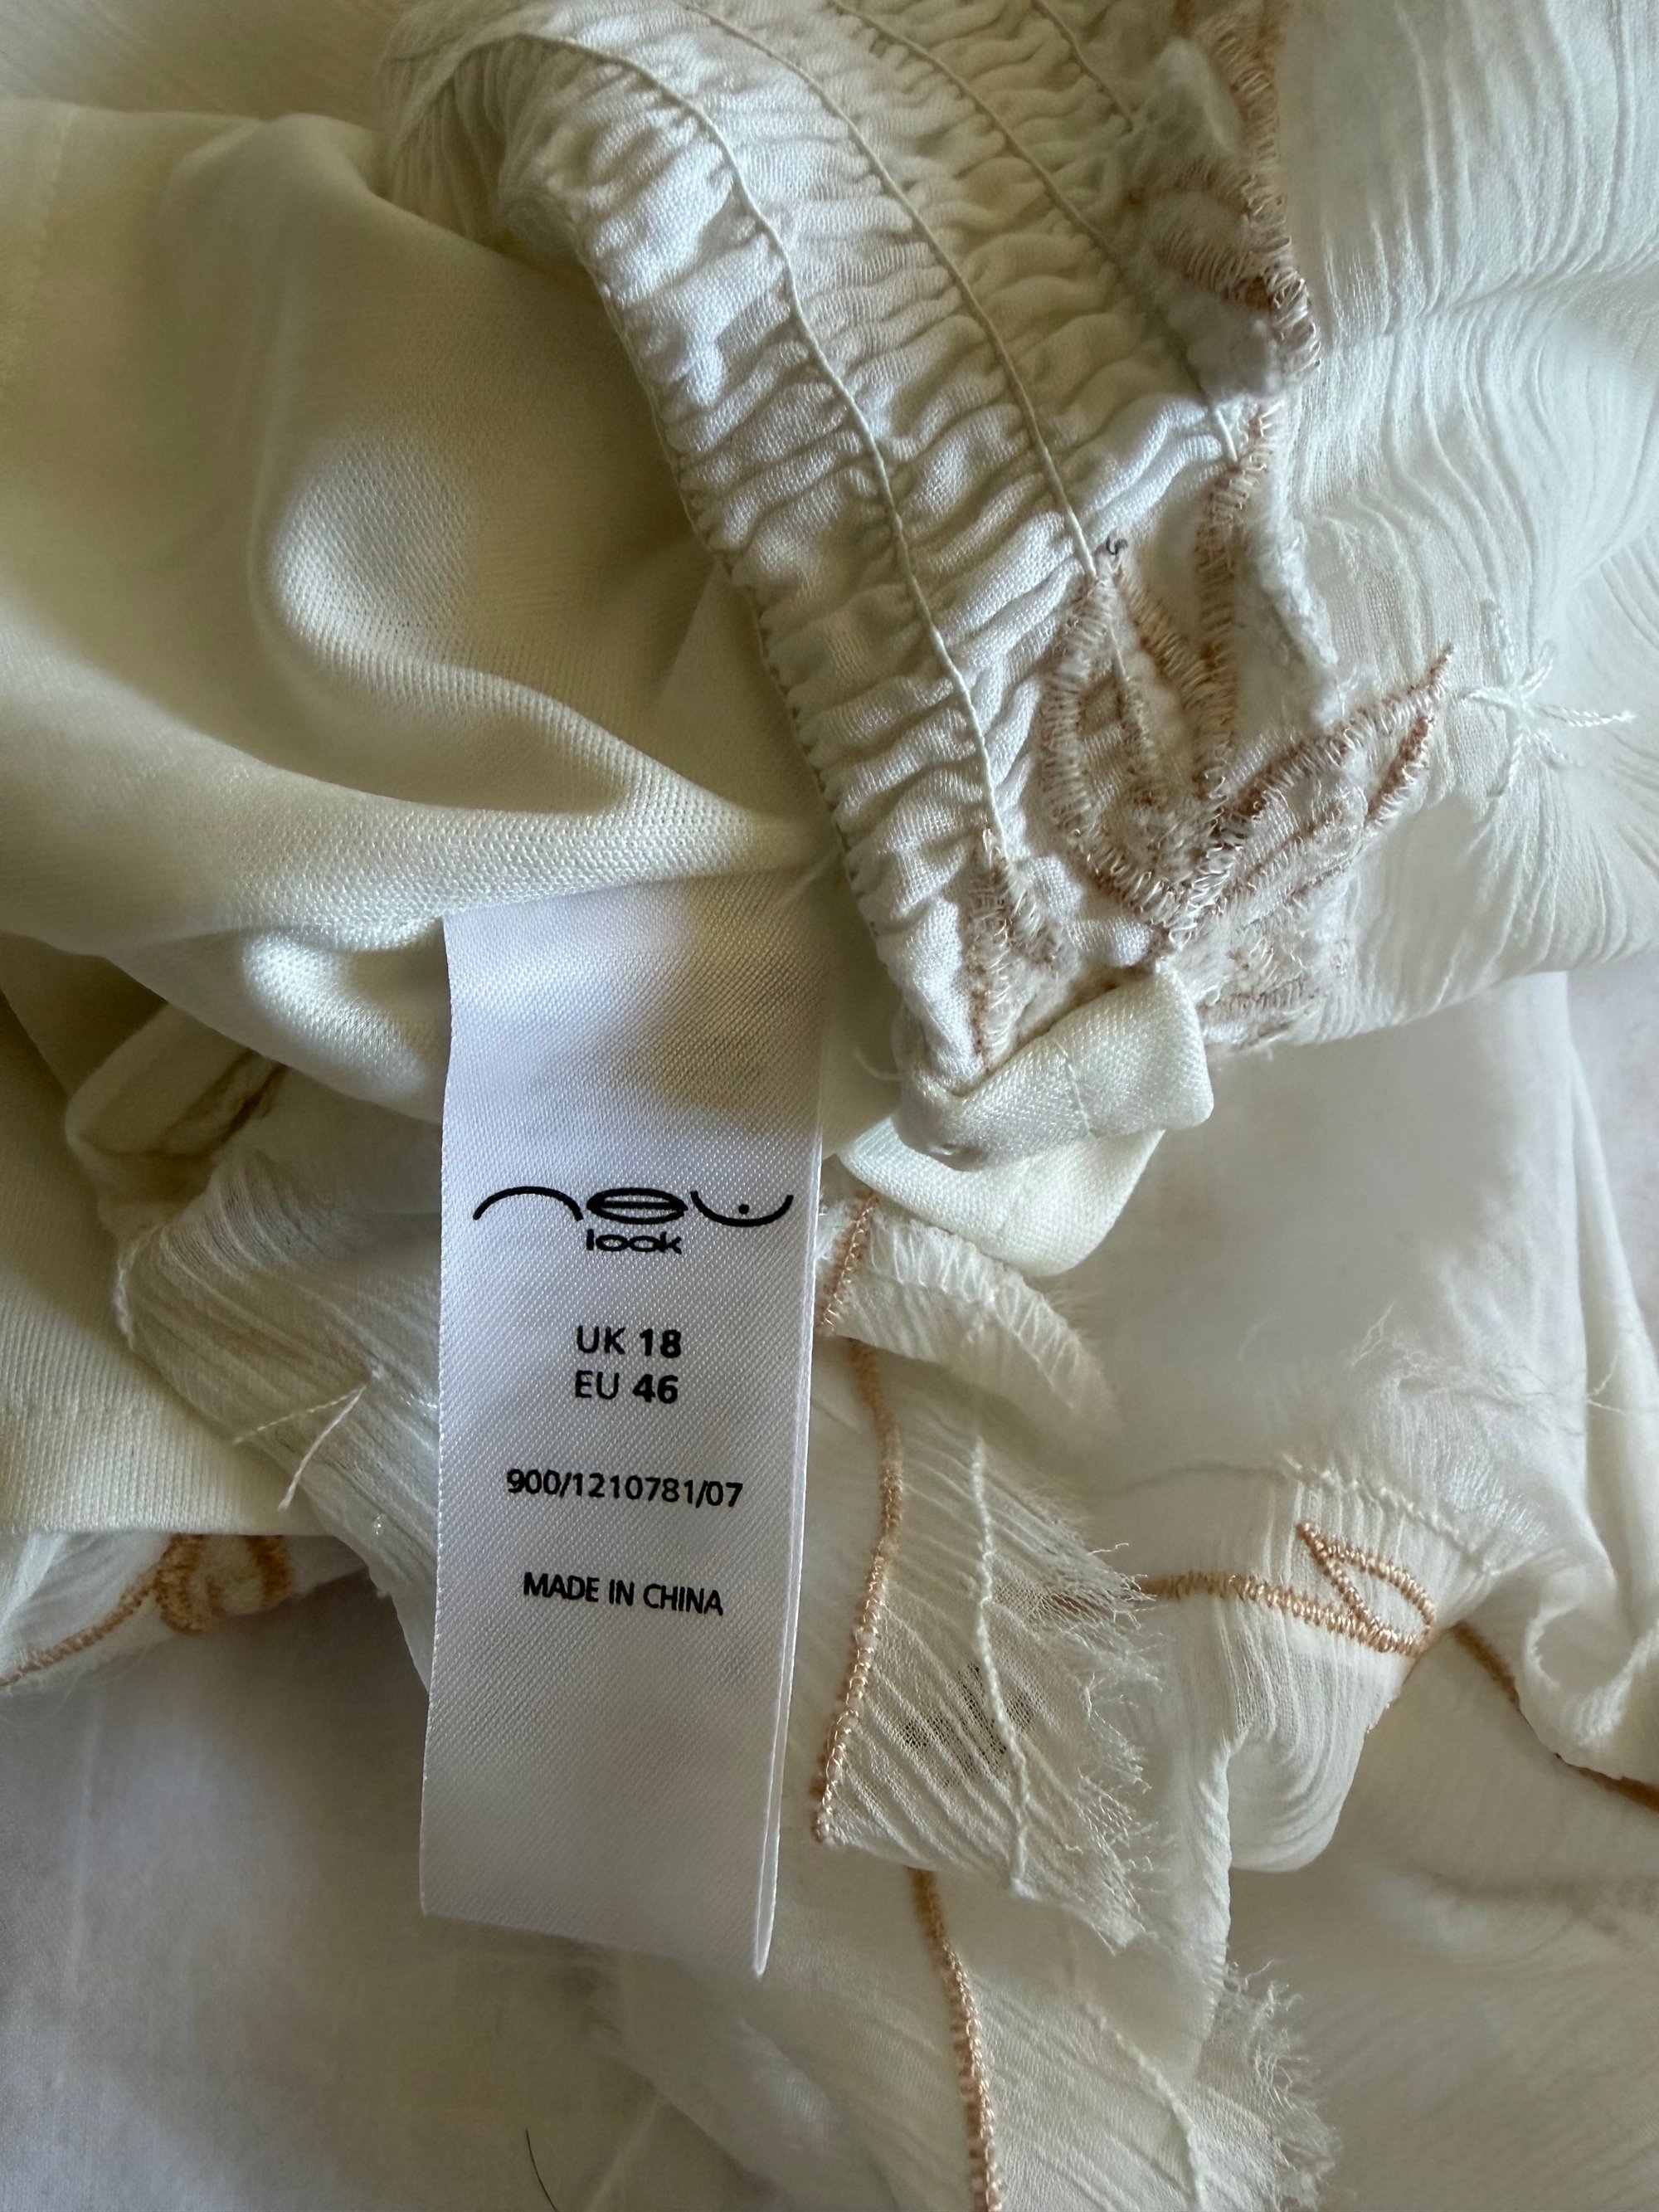 new
look
UK 18
EU 46
900/1210781/07
MADE IN CHINA